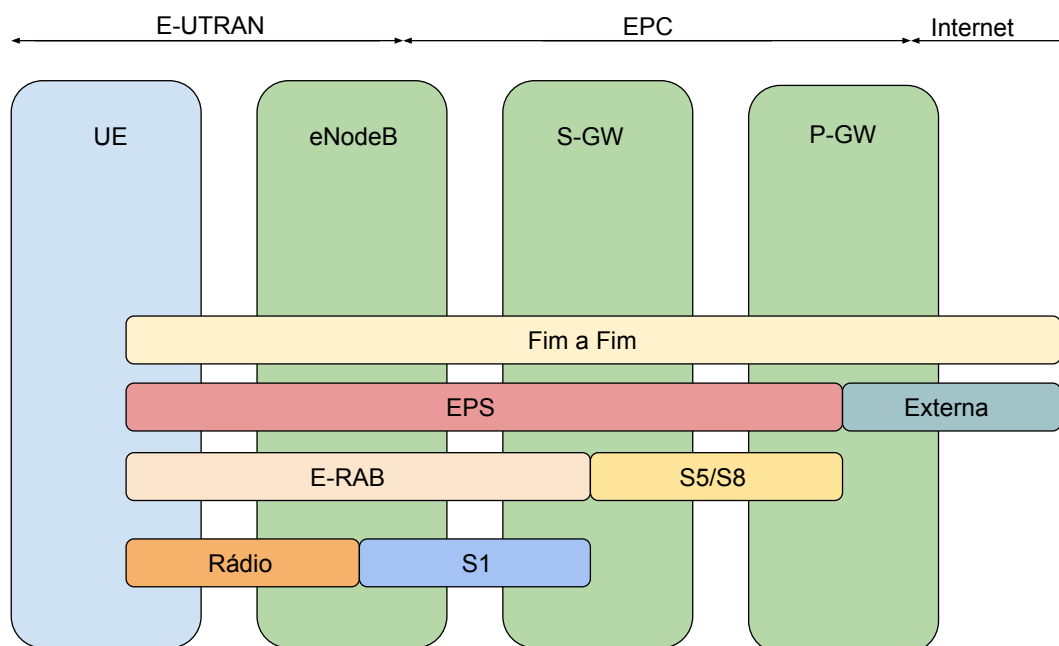 E-UTRAN
EPC
Internet
UE
eNodeB
S-GW
P-GW
Fim a Fim
EPS
Externa
E-RAB
S5/S8
Rádio
S1